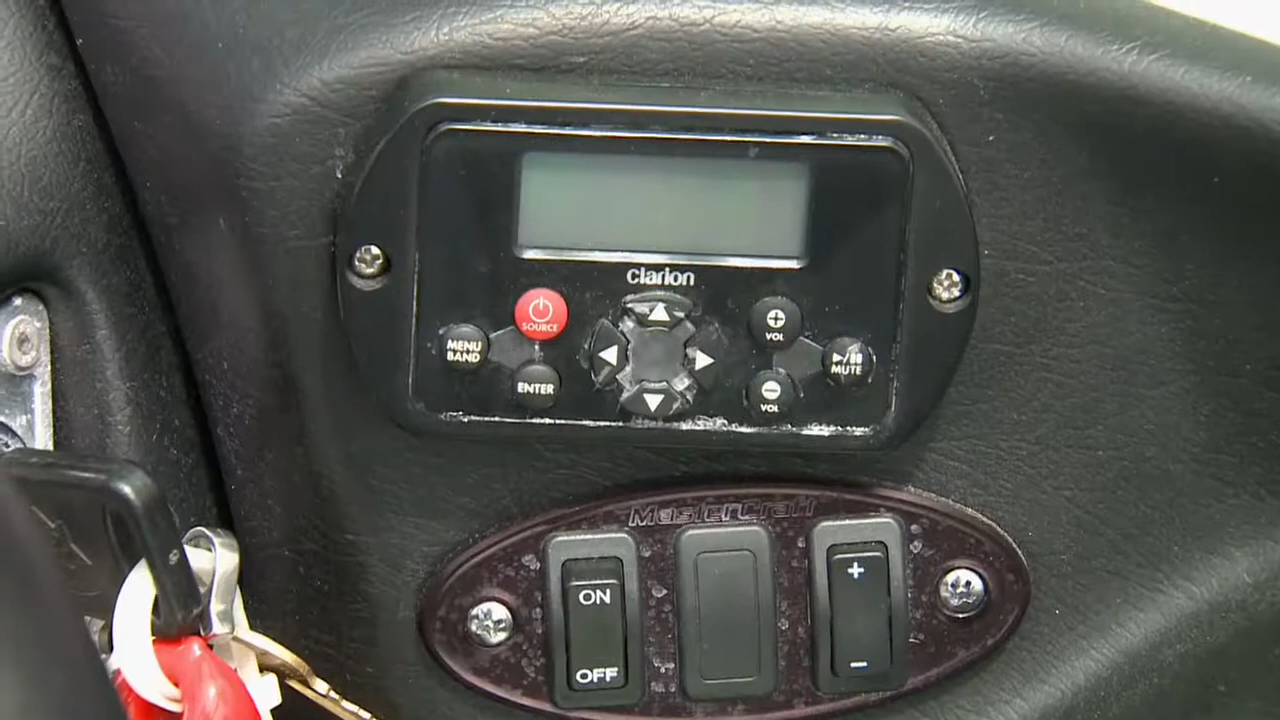 clarion
SOURCE
MENU
BAND
ENTER
+
VOL
−
VOL
MUTE
MasterCraft
ON
OFF
+
−